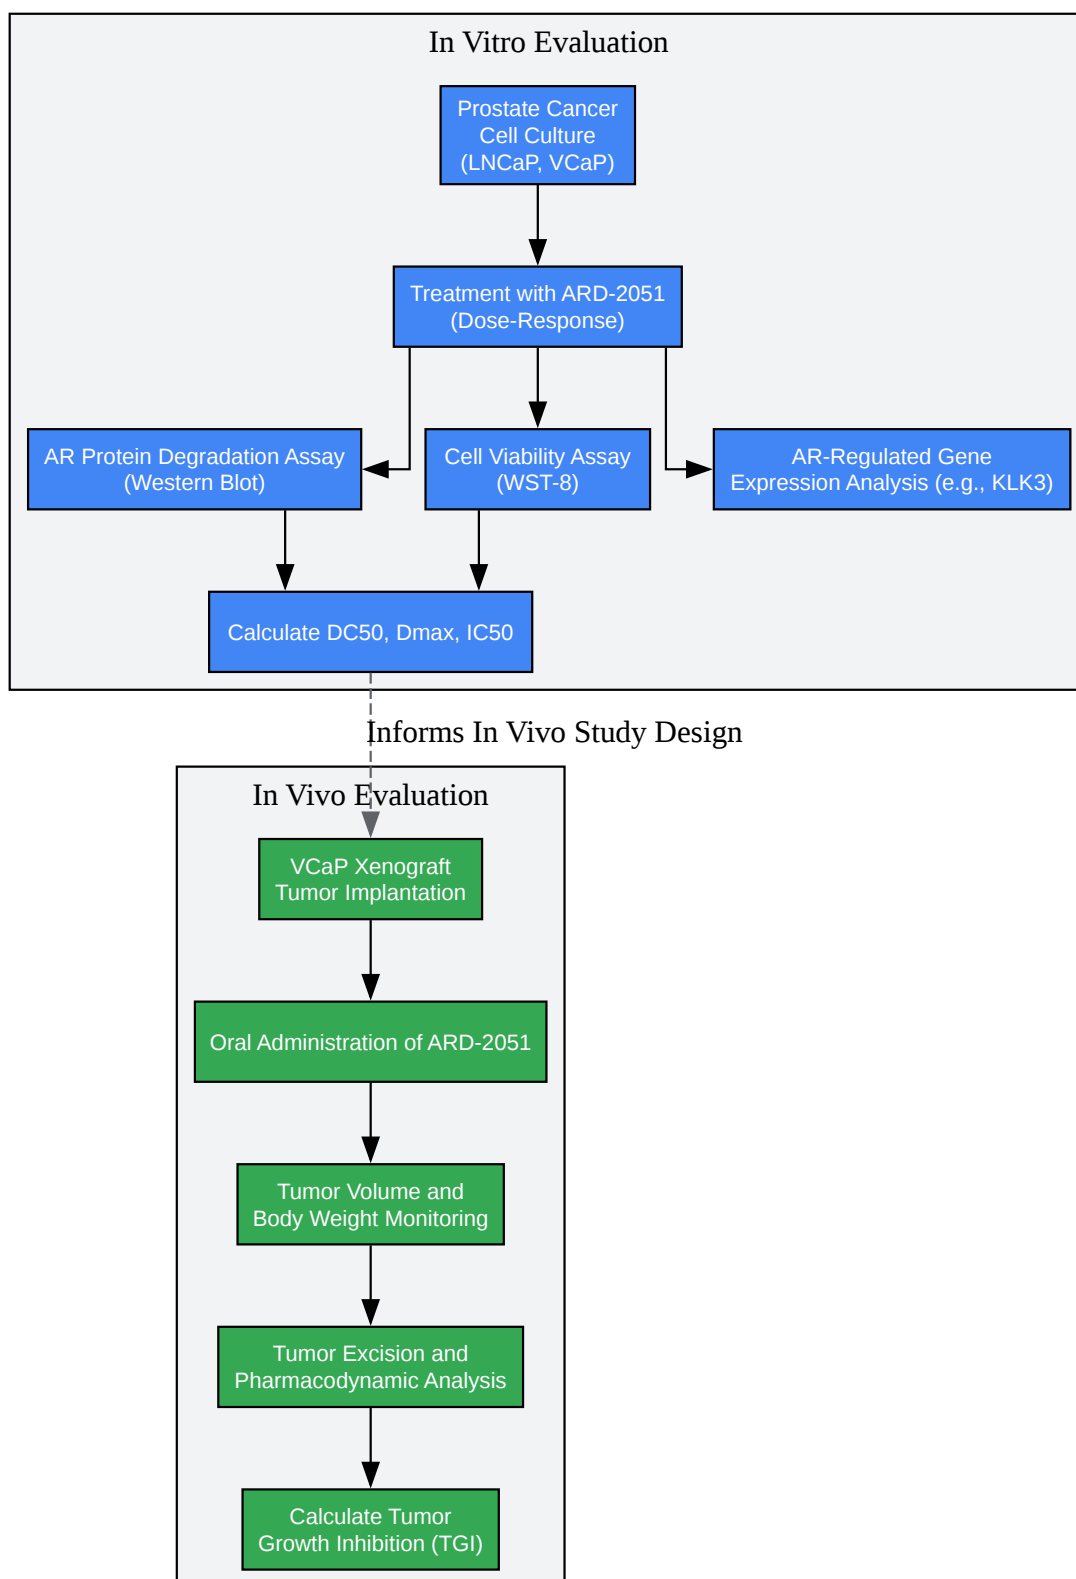 In Vitro Evaluation
Prostate Cancer
Cell Culture
(LNCaP, VCaP)
Treatment with ARD-2051
(Dose-Response)
AR Protein Degradation Assay
(Western Blot)
Cell Viability Assay
(WST-8)
AR-Regulated Gene
Expression Analysis (e.g., KLK3)
Calculate DC50, Dmax, IC50
Informs In Vivo Study Design
In Vivo Evaluation
VCaP Xenograft
Tumor Implantation
Oral Administration of ARD-2051
Tumor Volume and
Body Weight Monitoring
Tumor Excision and
Pharmacodynamic Analysis
Calculate Tumor
Growth Inhibition (TGI)